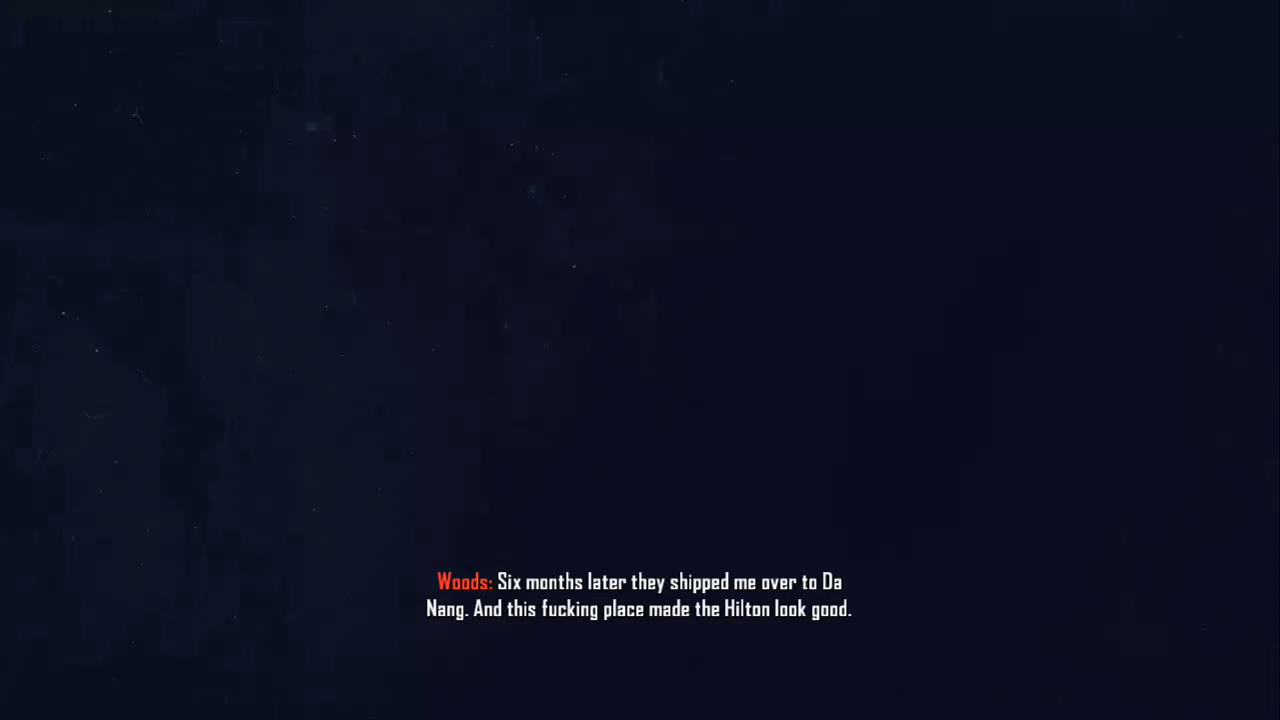 Woods: Six months later they shipped me over to Da
Nang. And this fucking place made the Hilton look good.